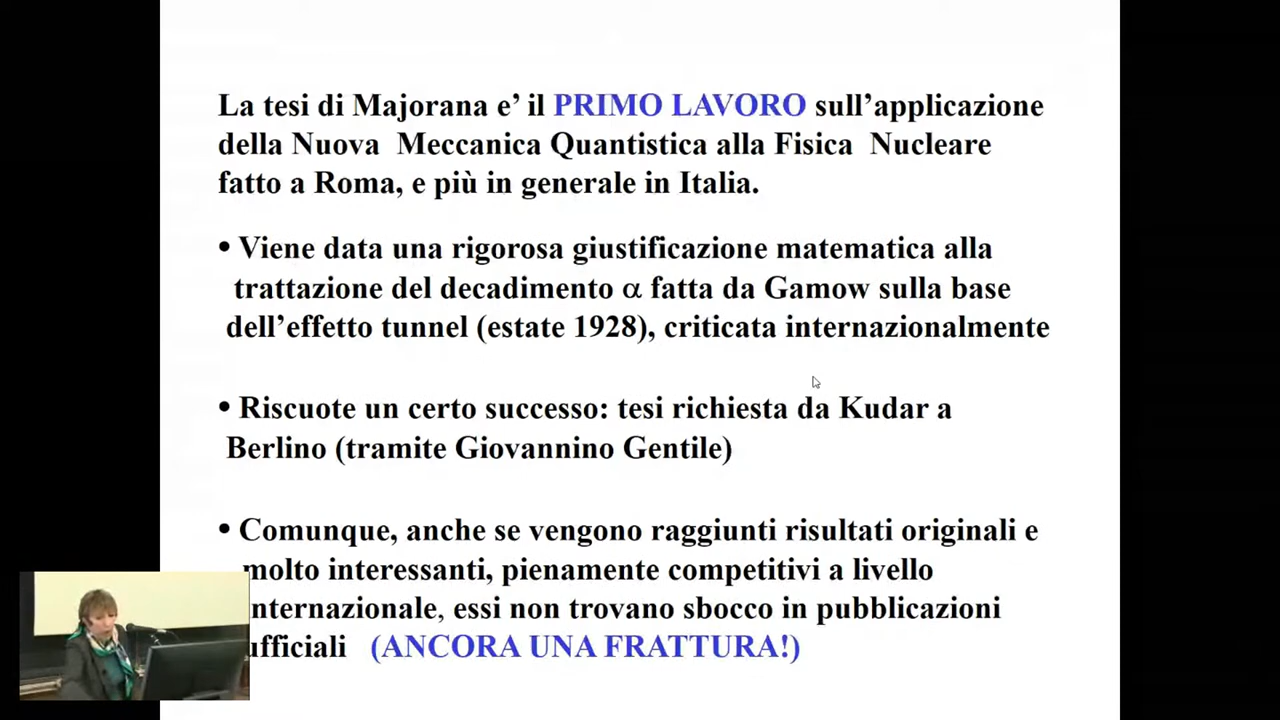 La tesi di Majorana e’ il PRIMO LAVORO sull’applicazione
della Nuova Meccanica Quantistica alla Fisica Nucleare
fatto a Roma, e più in generale in Italia.
• Viene data una rigorosa giustificazione matematica alla
trattazione del decadimento α fatta da Gamow sulla base
dell’effetto tunnel (estate 1928), criticata internazionalmente
• Riscuote un certo successo: tesi richiesta da Kudar a
Berlino (tramite Giovannino Gentile)
• Comunque, anche se vengono raggiunti risultati originali e
molto interessanti, pienamente competitivi a livello
internazionale, essi non trovano sbocco in pubblicazioni
ufficiali (ANCORA UNA FRATTURA!)